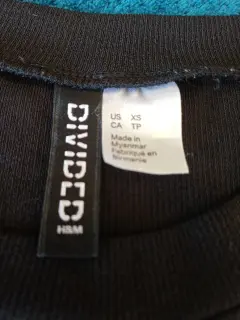 DIVIDED
H&M
US XS
CA TP
Made in
Myanmar
Fabriqué en
Birmanie